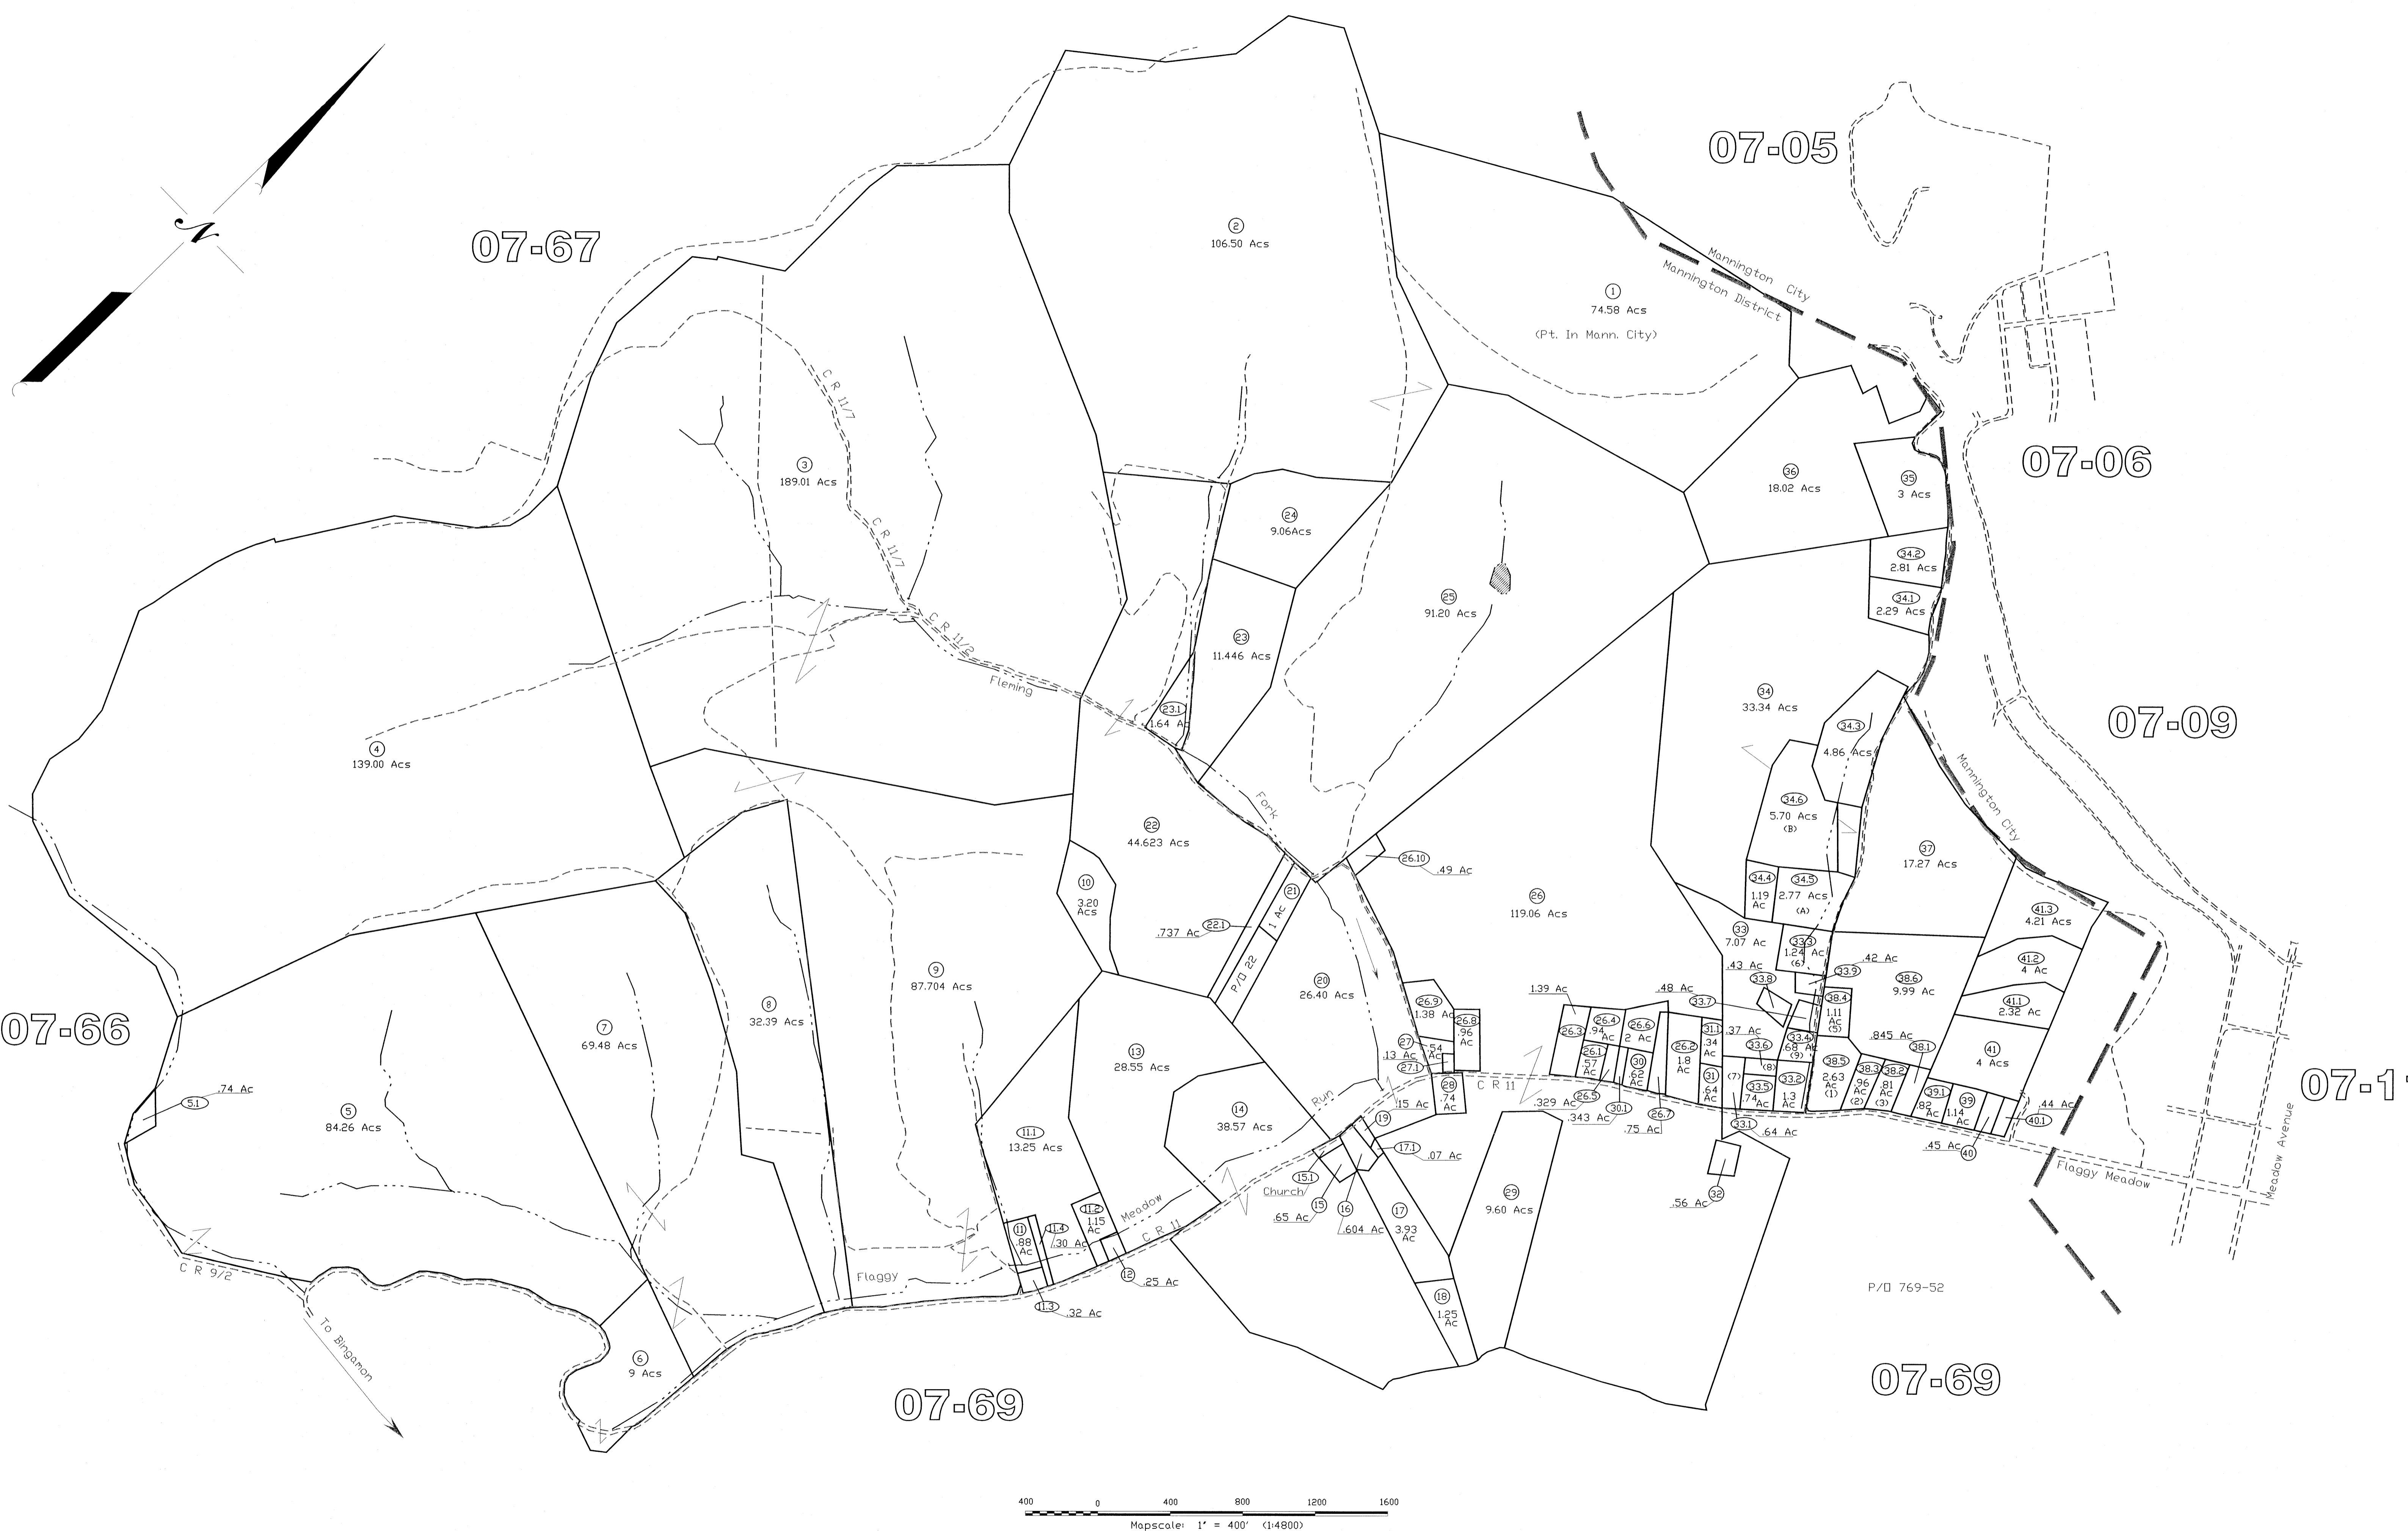 07-05
07-67
07-06
07-09
07-66
07-11
07-69
07-69
N
2
106.50 Acs
1
74.58 Acs
(Pt. In Mann. City)
Mannington City
Mannington District
3
189.01 Acs
C R 11/7
C R 11/7
C R 11/2
Fleming
Fork
36
18.02 Acs
35
3 Acs
34.2
2.81 Acs
34.1
2.29 Acs
24
9.06Acs
23
11.446 Acs
23.1
1.64 Ac
25
91.20 Acs
34
33.34 Acs
34.3
4.86 Acs
34.6
5.70 Acs
(B)
34.4
1.19
Ac
34.5
2.77 Acs
(A)
Mannington City
37
17.27 Acs
4
139.00 Acs
22
44.623 Acs
10
3.20
Acs
21
1 Ac
22.1
.737 Ac
P/O 22
26.10
.49 Ac
26
119.06 Acs
33
7.07 Ac
33.3
1.24 Ac
(6)
.43 Ac
33.8
.42 Ac
33.9
.48 Ac
33.7
38.6
9.99 Ac
38.4
1.11
Ac
(5)
41.3
4.21 Acs
41.2
4 Ac
41.1
2.32 Ac
41
4 Acs
5.1
.74 Ac
5
84.26 Acs
7
69.48 Acs
8
32.39 Acs
9
87.704 Acs
20
26.40 Acs
13
28.55 Acs
14
38.57 Acs
11.1
13.25 Acs
11.2
1.15
Ac
11
.88
Ac
11.4
.30 Ac
11.3
.32 Ac
12
.25 Ac
Flaggy
Meadow
Run
C R 11
C R 11
26.9
1.38 Ac
26.8
.96
Ac
27
.54
Ac
.13 Ac
27.1
28
.74
Ac
.15 Ac
19
17.1
.07 Ac
15.1
Church
15
.65 Ac
16
.604 Ac
17
3.93
Ac
18
1.25
Ac
29
9.60 Acs
1.39 Ac
26.3
26.4
.94
Ac
26.6
2 Ac
26.1
.57
Ac
30
.62
Ac
26.5
.329 Ac
30.1
.343 Ac
26.7
.75 Ac
26.2
1.8
Ac
31.1
.34
Ac
31
.64
Ac
.37 Ac
33.6
(8)
(7)
33.5
.74
Ac
33.4
.68 Ac
(9)
33.2
1.3
Ac
33.1
.64 Ac
32
.56 Ac
38.5
2.63
Ac
(1)
38.3
.96
Ac
(2)
38.2
.81
Ac
(3)
.845 Acs
38.1
39.1
.82
Ac
39
1.14
Ac
.45 Ac
40
.44 Ac
40.1
Flaggy Meadow
Meadow Avenue
P/O 769-52
6
9 Acs
C R 9/2
To Bingamon
400 0 400 800 1200 1600
Mapscale: 1" = 400' (1:4800)